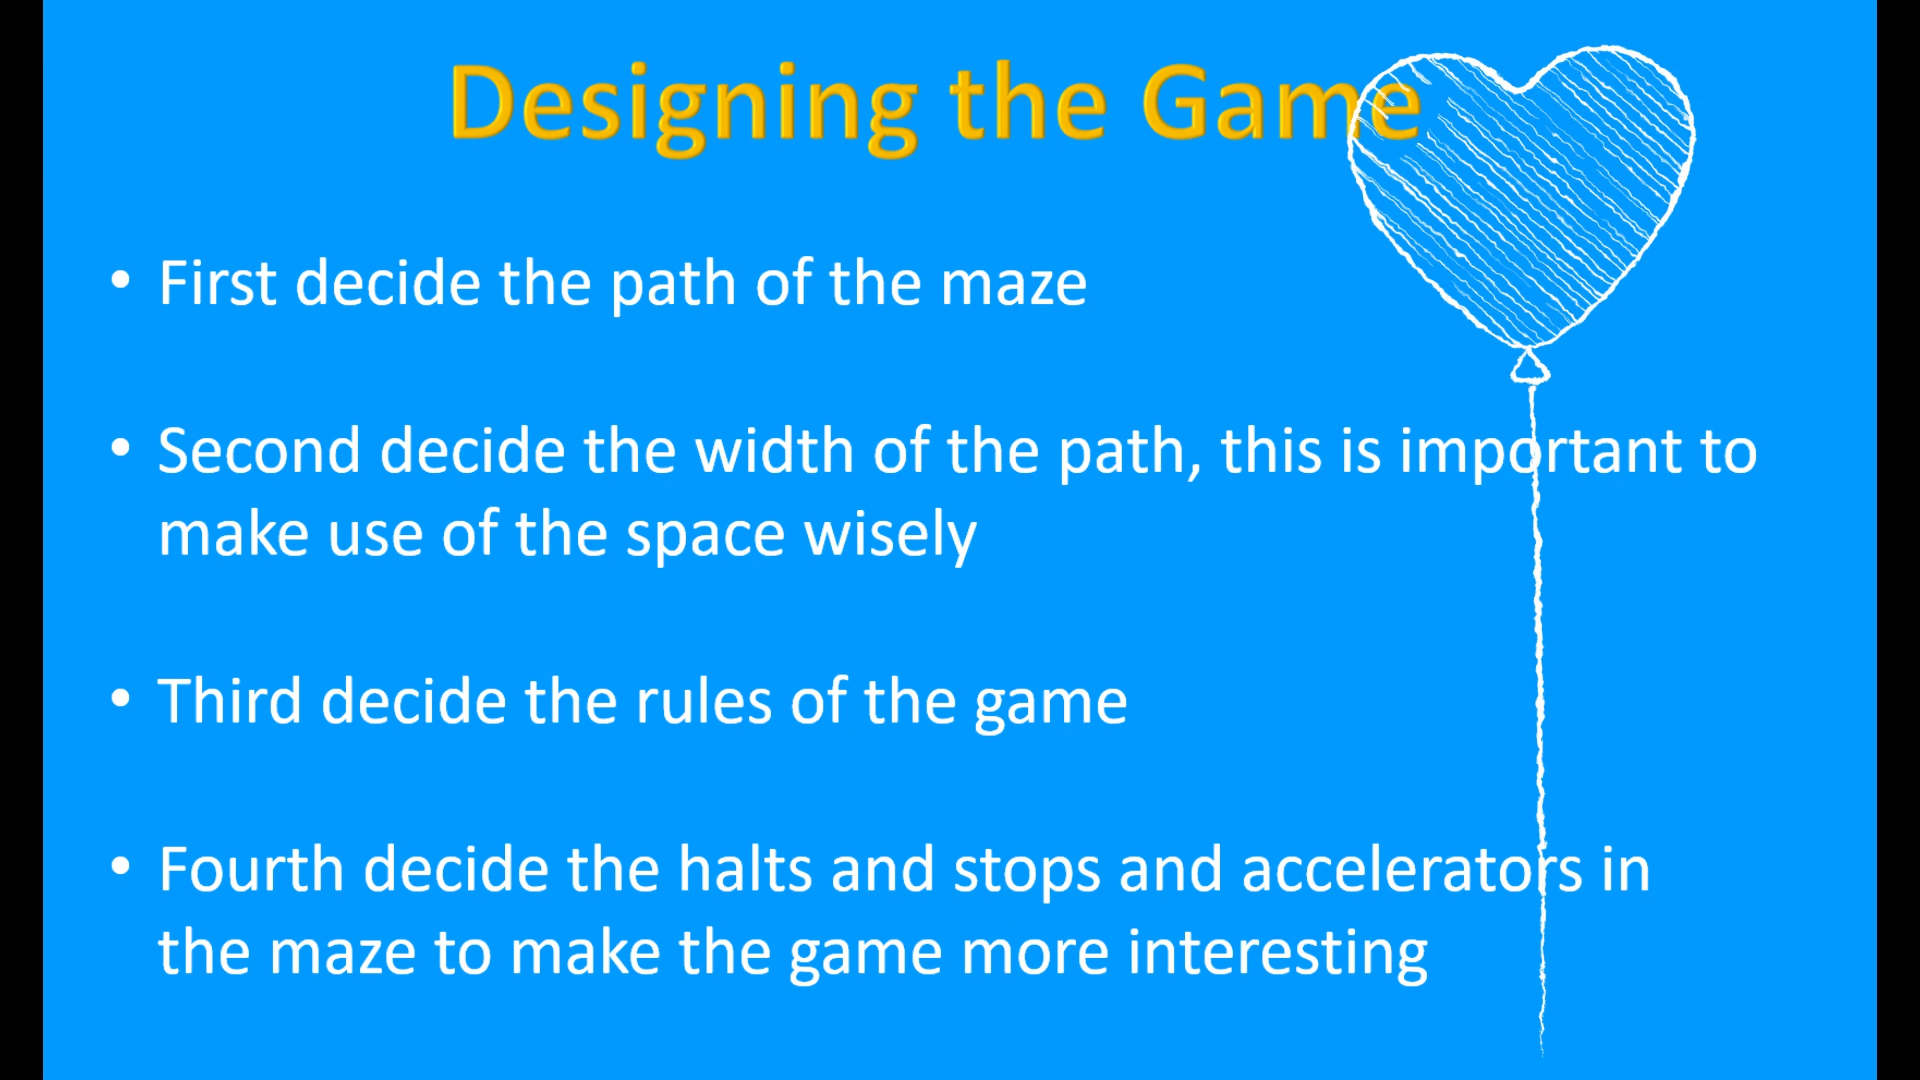 Designing the Game
• First decide the path of the maze
• Second decide the width of the path, this is important to
make use of the space wisely
• Third decide the rules of the game
• Fourth decide the halts and stops and accelerators in
the maze to make the game more interesting